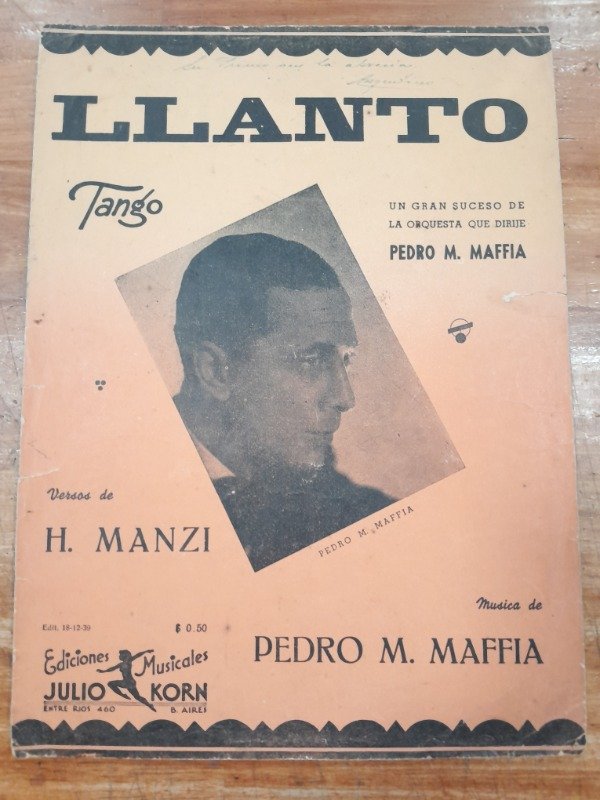 LLANTO
Tango
UN GRAN SUCESO DE
LA ORQUESTA QUE DIRIJE
PEDRO M. MAFFIA
PEDRO M. MAFFIA
Versos de
H. MANZI
Musica de
PEDRO M. MAFFIA
Edit. 18-12-39
$ 0.50
Ediciones Musicales
JULIO KORN
ENTRE RIOS 460 B. AIRES